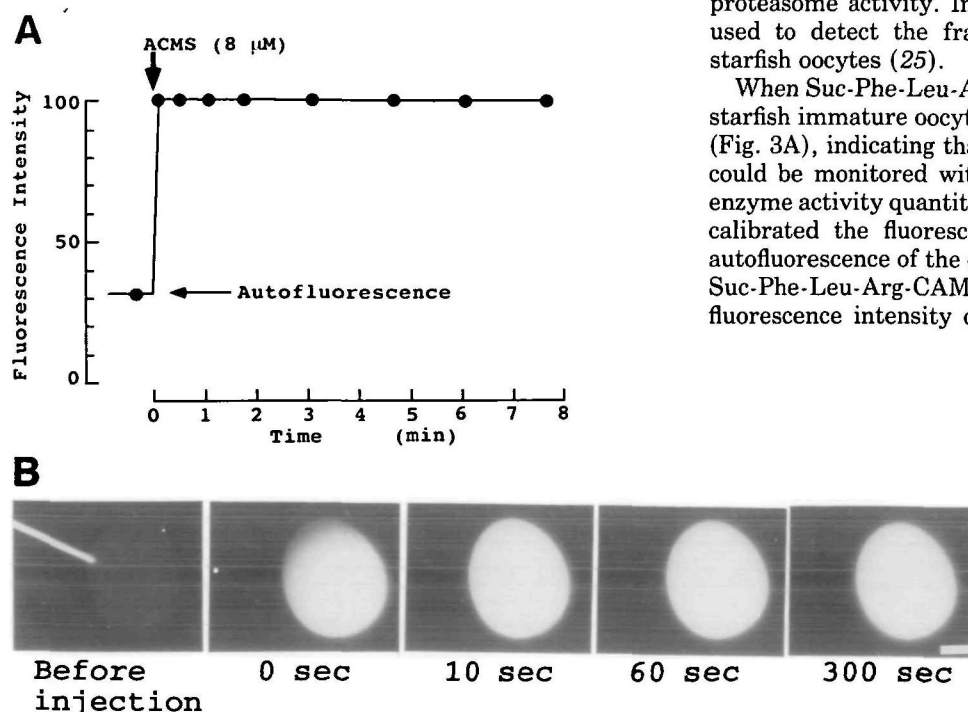 A
ACMS (8 μM)
Fluorescence Intensity
100
50
0
Autofluorescence
0 1 2 3 4 5 6 7 8
Time (min)
B
Before injection
0 sec
10 sec
60 sec
300 sec
proteasome activity. In
used to detect the fra
starfish oocytes (25).
When Suc-Phe-Leu-A
starfish immature oocyt
(Fig. 3A), indicating tha
could be monitored wit
enzyme activity quantit
calibrated the fluoresc
autofluorescence of the
Suc-Phe-Leu-Arg-CAM
fluorescence intensity o